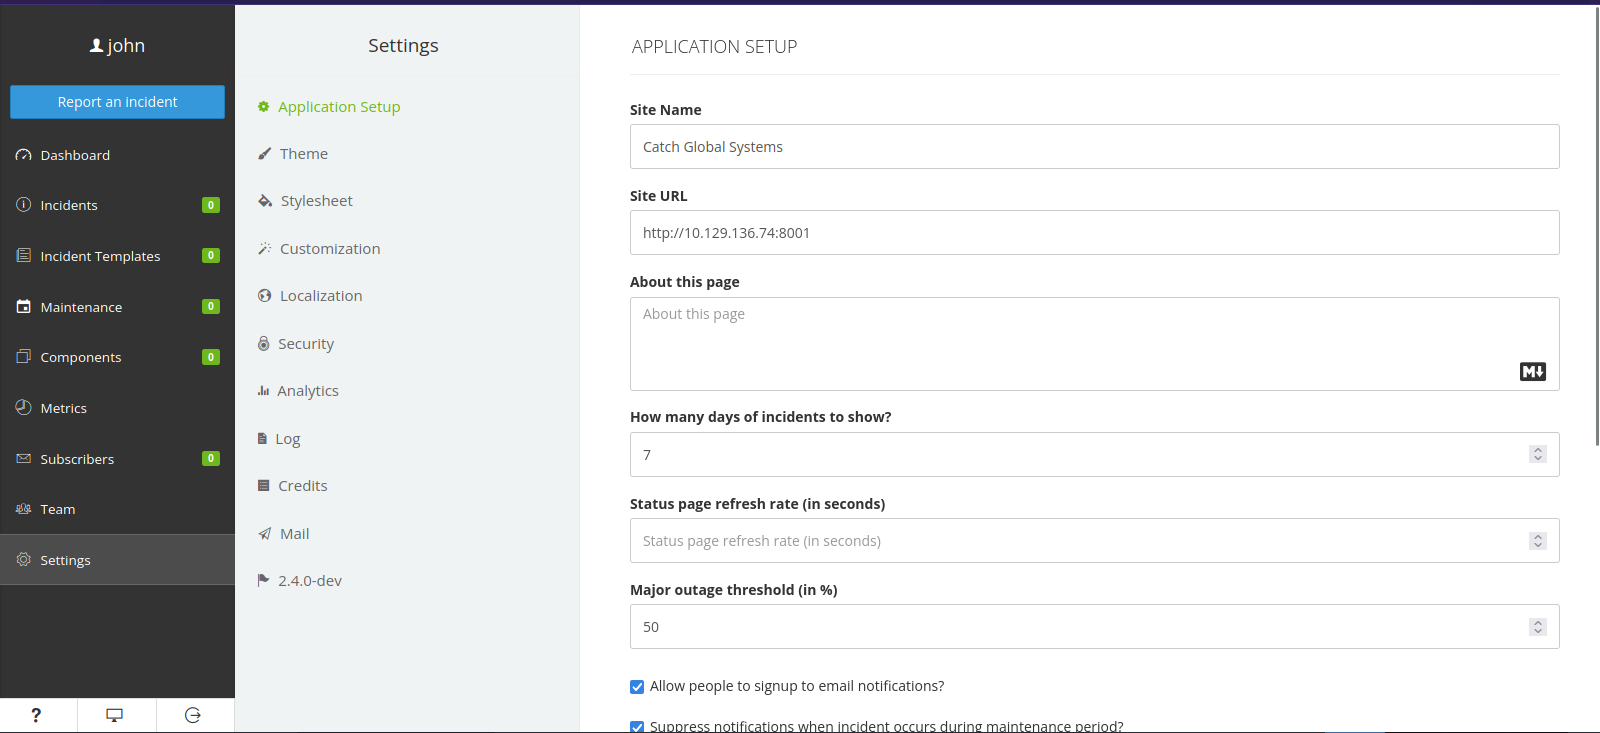 john
Report an incident
Dashboard
Incidents 0
Incident Templates 0
Maintenance 0
Components 0
Metrics
Subscribers 0
Team
Settings
?
Settings
Application Setup
Theme
Stylesheet
Customization
Localization
Security
Analytics
Log
Credits
Mail
2.4.0-dev
APPLICATION SETUP
Site Name
Catch Global Systems
Site URL
http://10.129.136.74:8001
About this page
About this page
M
How many days of incidents to show?
7
Status page refresh rate (in seconds)
Status page refresh rate (in seconds)
Major outage threshold (in %)
50
Allow people to signup to email notifications?
Suppress notifications when incident occurs during maintenance period?